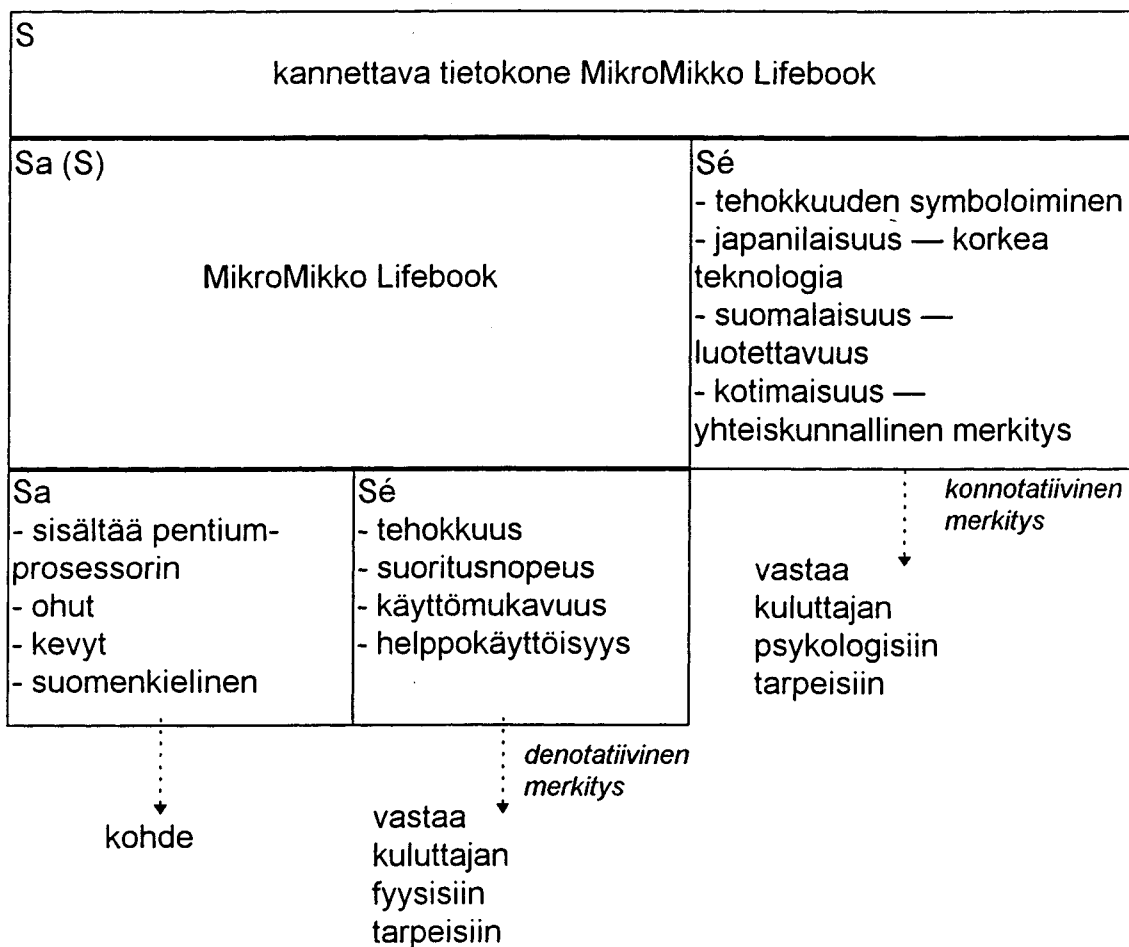 S
kannettava tietokone MikroMikko Lifebook
Sa (S)
MikroMikko Lifebook
Sé
- tehokkuuden symboloiminen
- japanilaisuus — korkea
teknologia
- suomalaisuus —
luotettavuus
- kotimaisuus —
yhteiskunnallinen merkitys
Sa
- sisältää pentium-
prosessorin
- ohut
- kevyt
- suomenkielinen
Sé
- tehokkuus
- suoritusnopeus
- käyttömukavuus
- helppokäyttöisyys
konnotatiivinen
merkitys
vastaa
kuluttajan
psykologisiin
tarpeisiin
kohde
denotatiivinen
merkitys
vastaa
kuluttajan
fyysisiin
tarpeisiin